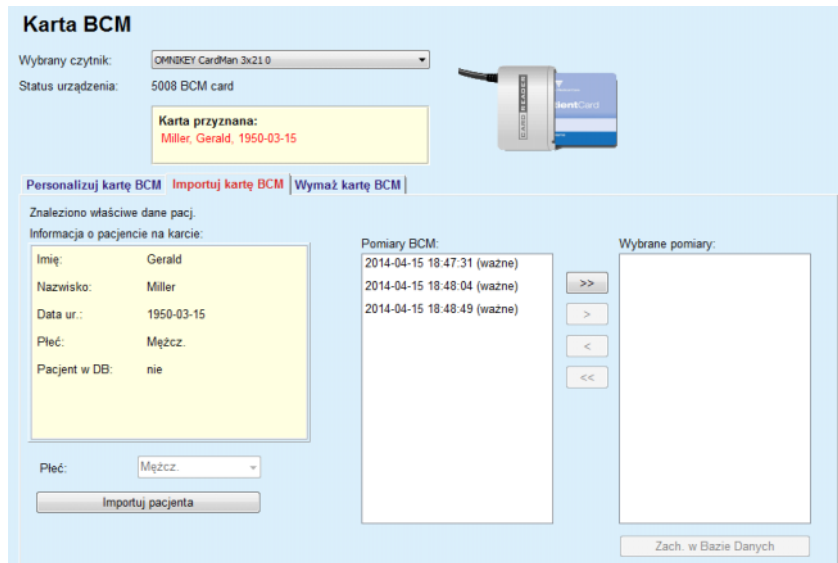 Karta BCM
Wybrany czytnik: OMNIKEY CardMan 3x21 0
Status urządzenia: 5008 BCM card
CARD READER
ientCard
Karta przyznana:
Miller, Gerald, 1950-03-15
Personalizuj kartę BCM Importuj kartę BCM Wymaż kartę BCM
Znaleziono właściwe dane pacj.
Informacja o pacjencie na karcie:
Imię: Gerald
Nazwisko: Miller
Data ur.: 1950-03-15
Płeć: Mężcz.
Pacjent w DB: nie
Płeć: Mężcz.
Importuj pacjenta
Pomiary BCM:
2014-04-15 18:47:31 (ważne)
2014-04-15 18:48:04 (ważne)
2014-04-15 18:48:49 (ważne)
>>
>
<
<<
Wybrane pomiary:
Zach. w Bazie Danych